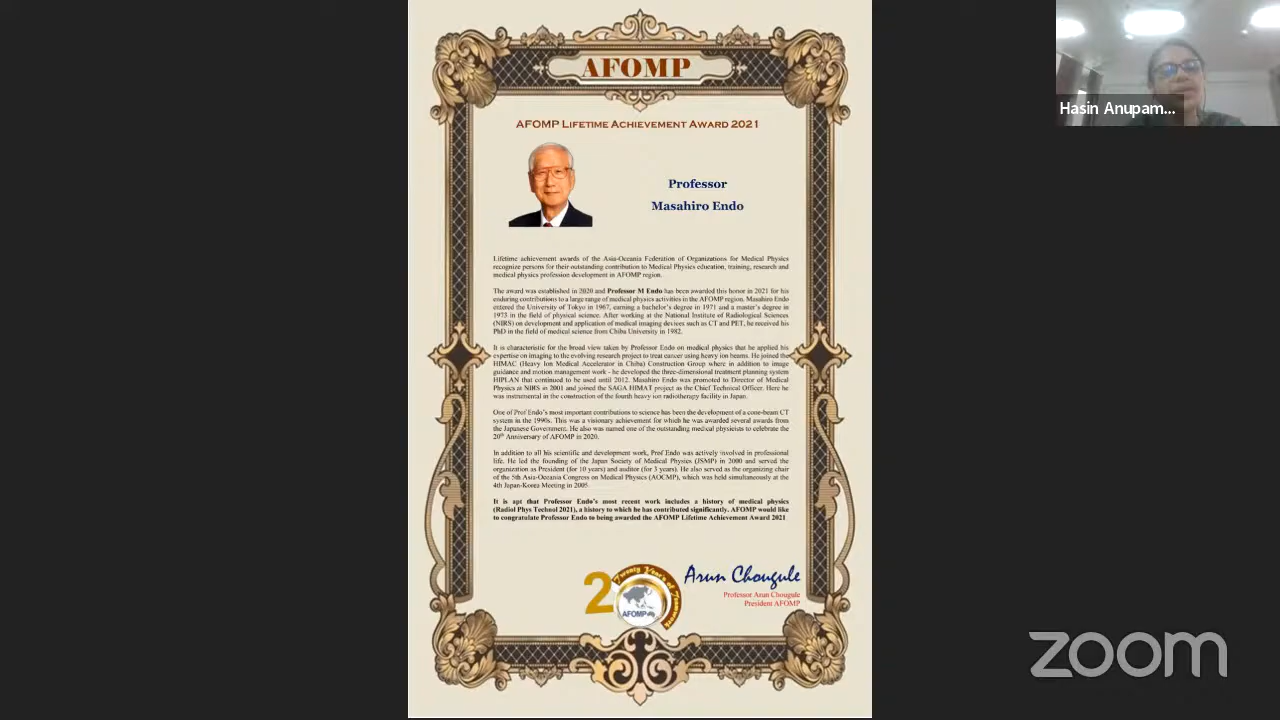 AFOMP
AFOMP Lifetime Achievement Award 2021
Professor
Masahiro Endo
Lifetime achievement awards of the Asia-Oceania Federation of Organizations for Medical Physics
recognize persons for their outstanding contribution to Medical Physics education, training, research and
medical physics profession development in AFOMP region.
The award was established in 2020 and Professor M Endo has been awarded this honor in 2021 for his
enduring contributions to a large range of medical physics activities in the AFOMP region. Masahiro Endo
entered the University of Tokyo in 1967, earning a bachelor's degree in 1971 and a master's degree in
1973 in the field of physical science. After working at the National Institute of Radiological Sciences
(NIRS) on development and application of medical imaging devices such as CT and PET, he received his
PhD in the field of medical science from Chiba University in 1982.
It is characteristic for the broad view taken by Professor Endo on medical physics that he applied his
expertise on imaging to the evolving research project to treat cancer using heavy ion beams. He joined the
HIMAC (Heavy Ion Medical Accelerator in Chiba) Construction Group where in addition to image
guidance and motion management work - he developed the three-dimensional treatment planning system
HIPLAN that continued to be used until 2012. Masahiro Endo was promoted to Director of Medical
Physics at NIRS in 2001 and joined the SAGA HIMAT project as the Chief Technical Officer. Here he
was instrumental in the construction of the fourth heavy ion radiotherapy facility in Japan.
One of Prof Endo's most important contributions to science has been the development of a cone-beam CT
system in the 1990s. This was a visionary achievement for which he was awarded several awards from
the Japanese Government. He also was named one of the outstanding medical physicists to celebrate the
20th Anniversary of AFOMP in 2020.
In addition to all his scientific and development work, Prof Endo was actively involved in professional
life. He led the founding of the Japan Society of Medical Physics (JSMP) in 2000 and served the
organization as President (for 10 years) and auditor (for 3 years). He also served as the organizing chair
of the 5th Asia-Oceania Congress on Medical Physics (AOCMP), which was held simultaneously at the
4th Japan-Korea Meeting in 2005.
It is apt that Professor Endo's most recent work includes a history of medical physics
(Radiol Phys Technol 2021), a history to which he has contributed significantly. AFOMP would like
to congratulate Professor Endo to being awarded the AFOMP Lifetime Achievement Award 2021
20
Twenty Year's of Teamwork
AFOMP
Arun Chougule
Professor Arun Chougule
President AFOMP
Hasin Anupam...
zoom